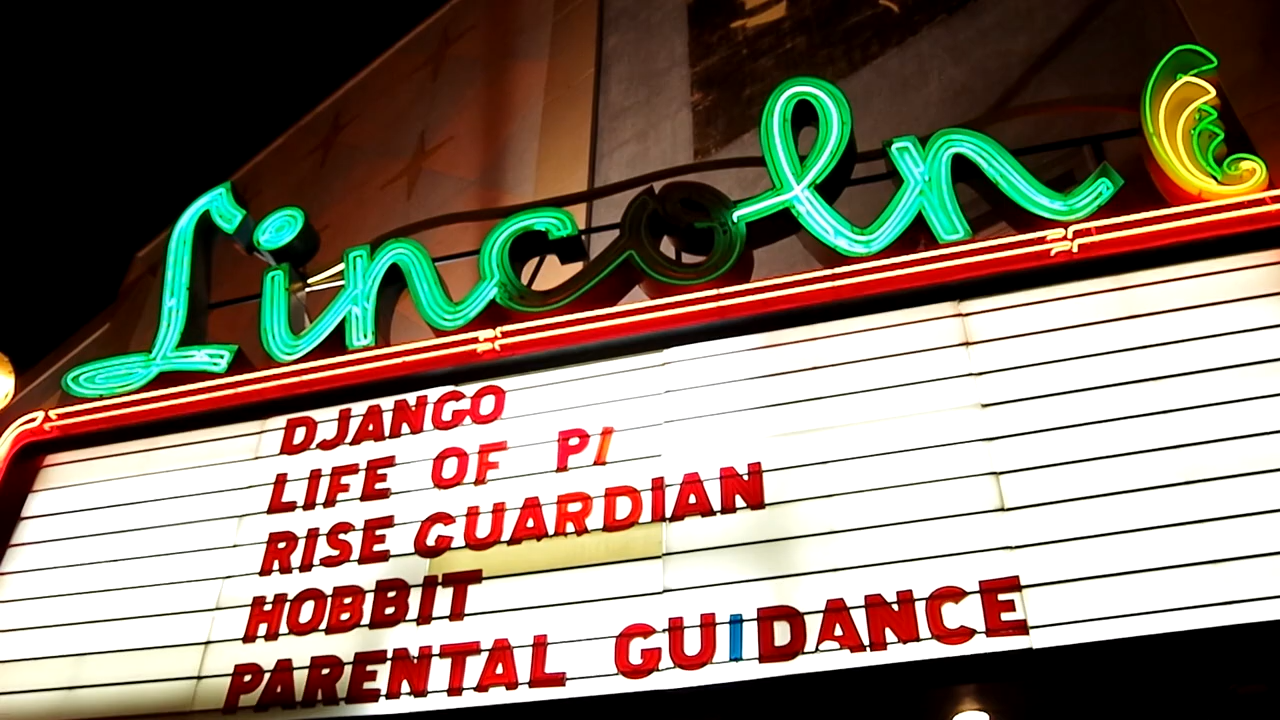 Lincoln
DJANGO
LIFE OF PI
RISE GUARDIAN
HOBBIT
PARENTAL GUIDANCE